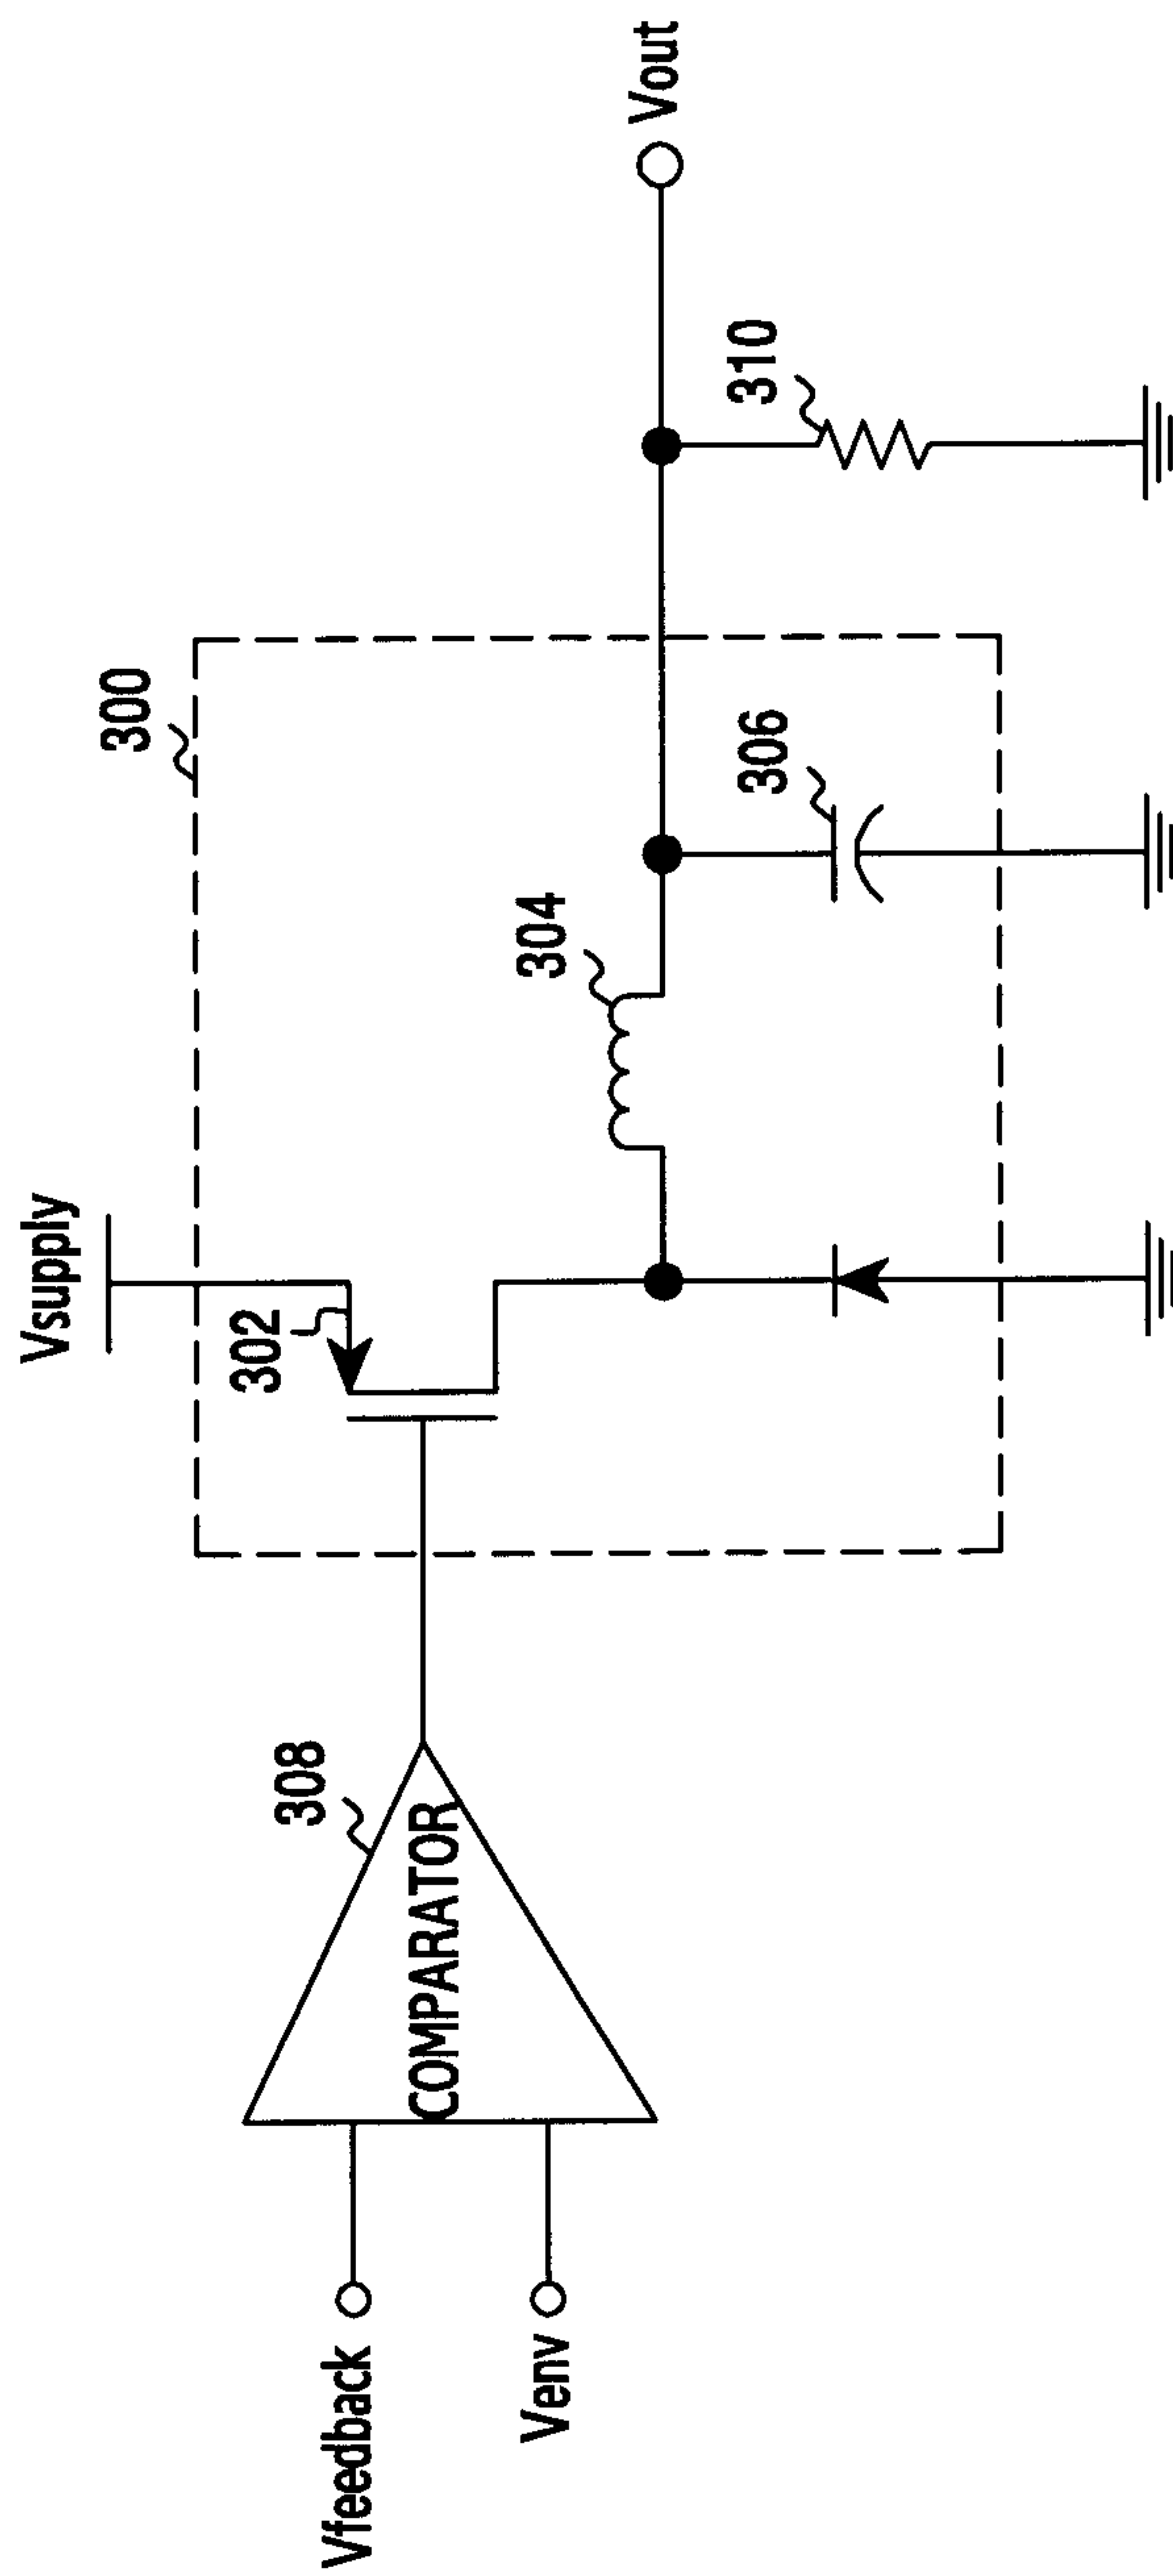 Vsupply
300
302
304
306
308
310
COMPARATOR
Vfeedback
Venv
Vout